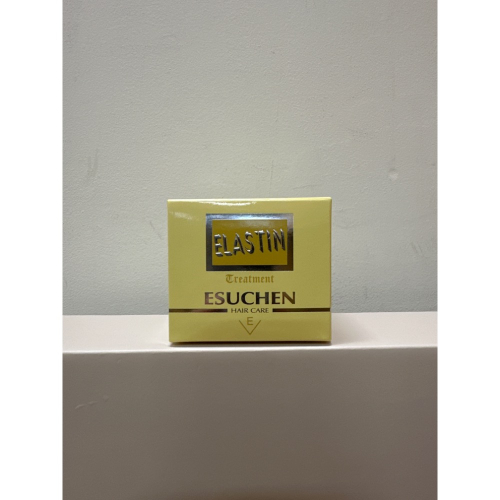 ELASTIN
Treatment
ESUCHEN
HAIR CARE
E